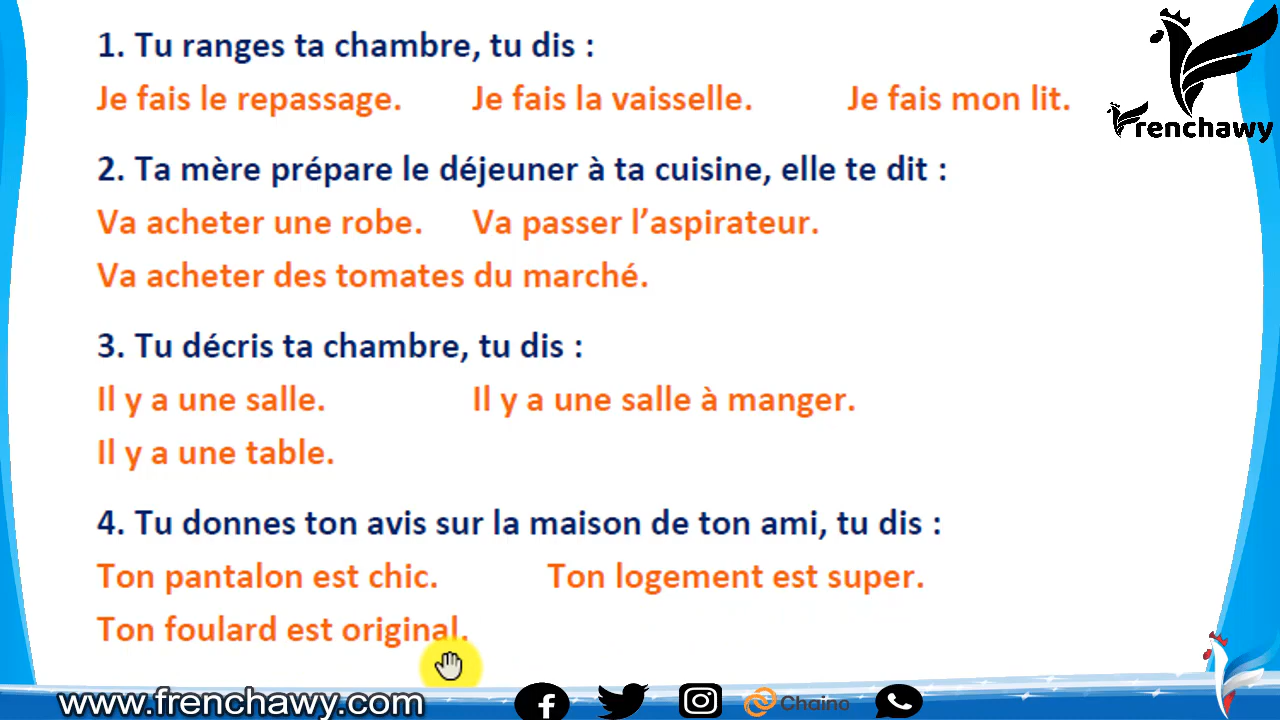 1. Tu ranges ta chambre, tu dis :
Je fais le repassage. Je fais la vaisselle. Je fais mon lit.
Frenchawy
2. Ta mère prépare le déjeuner à ta cuisine, elle te dit :
Va acheter une robe. Va passer l’aspirateur.
Va acheter des tomates du marché.
3. Tu décris ta chambre, tu dis :
Il y a une salle. Il y a une salle à manger.
Il y a une table.
4. Tu donnes ton avis sur la maison de ton ami, tu dis :
Ton pantalon est chic. Ton logement est super.
Ton foulard est original.
www.frenchawy.com Chaino